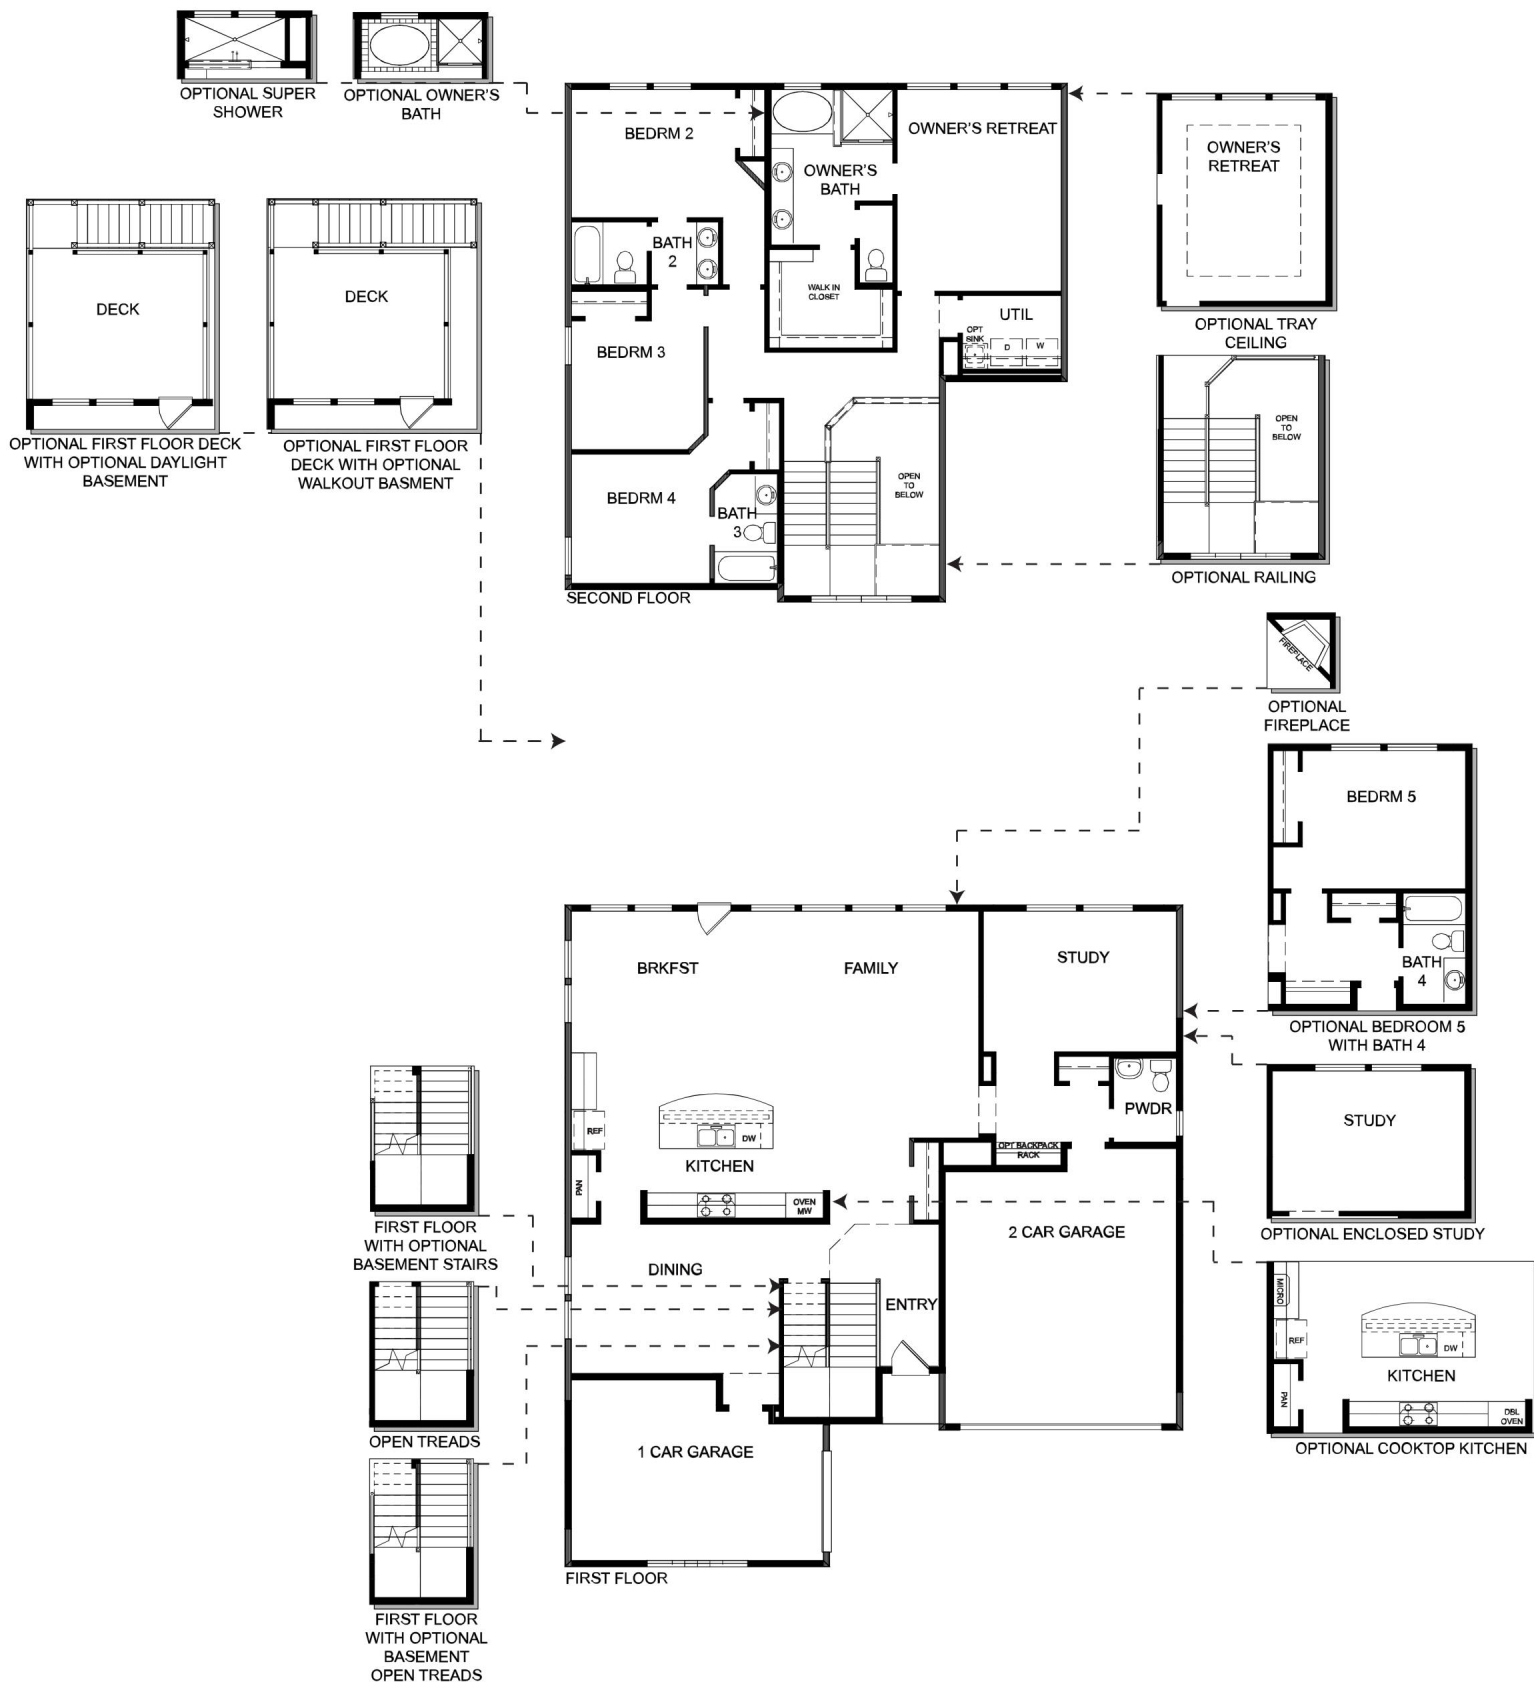 OPTIONAL SUPER
SHOWER
OPTIONAL OWNER'S
BATH
BEDRM 2
OWNER'S RETREAT
OWNER'S
BATH
BATH
2
WALK IN
CLOSET
UTIL
OPT
SINK
D
W
BEDRM 3
BEDRM 4
BATH
3
OPEN
TO
BELOW
SECOND FLOOR
OWNER'S
RETREAT
OPTIONAL TRAY
CEILING
OPEN
TO
BELOW
OPTIONAL RAILING
DECK
OPTIONAL FIRST FLOOR DECK
WITH OPTIONAL DAYLIGHT
BASEMENT
DECK
OPTIONAL FIRST FLOOR
DECK WITH OPTIONAL
WALKOUT BASMENT
FIREPLACE
OPTIONAL
FIREPLACE
BEDRM 5
BATH
4
OPTIONAL BEDROOM 5
WITH BATH 4
BRKFST
FAMILY
STUDY
PWDR
REF
DW
KITCHEN
PAN
OVEN
MW
OPT BACKPACK
RACK
2 CAR GARAGE
DINING
ENTRY
1 CAR GARAGE
FIRST FLOOR
STUDY
OPTIONAL ENCLOSED STUDY
MICRO
REF
DW
KITCHEN
PAN
DBL
OVEN
OPTIONAL COOKTOP KITCHEN
FIRST FLOOR
WITH OPTIONAL
BASEMENT STAIRS
OPEN TREADS
FIRST FLOOR
WITH OPTIONAL
BASEMENT
OPEN TREADS